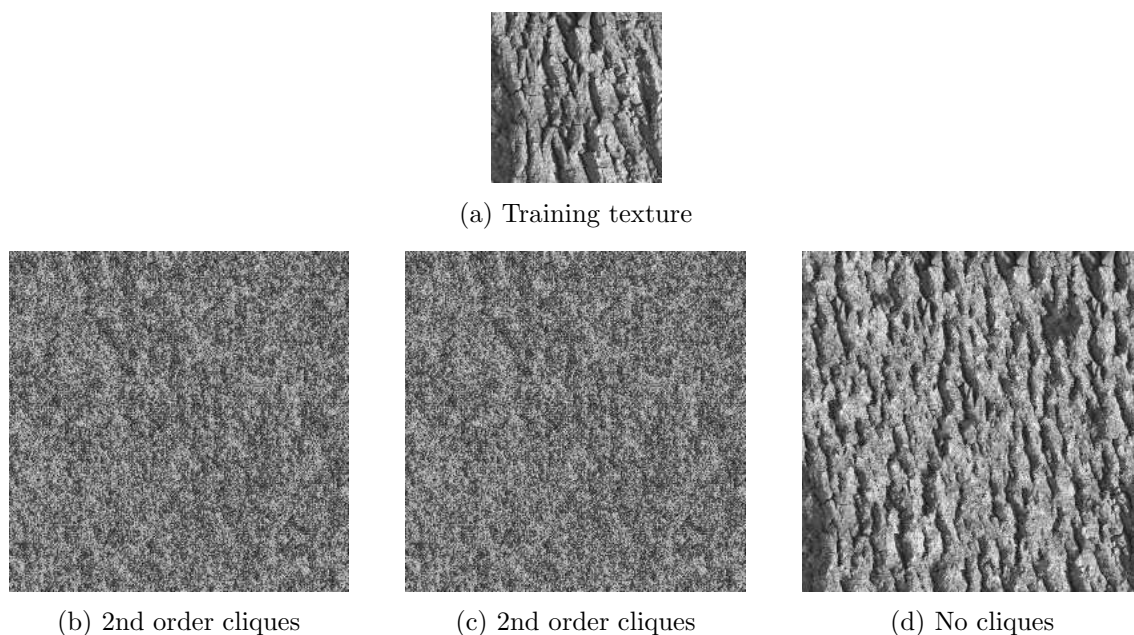 (a) Training texture
(b) 2nd order cliques
(c) 2nd order cliques
(d) No cliques